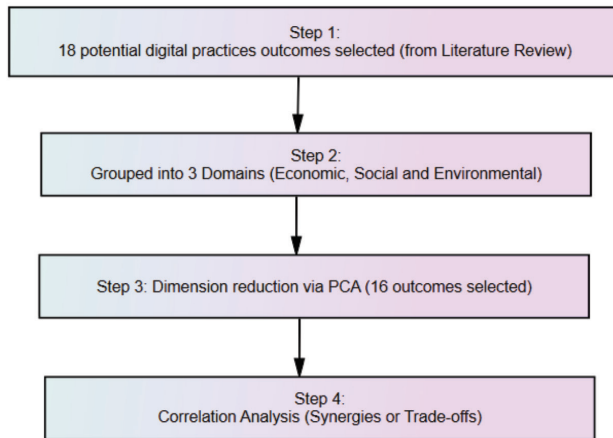 Step 1:
18 potential digital practices outcomes selected (from Literature Review)
Step 2:
Grouped into 3 Domains (Economic, Social and Environmental)
Step 3: Dimension reduction via PCA (16 outcomes selected)
Step 4:
Correlation Analysis (Synergies or Trade-offs)